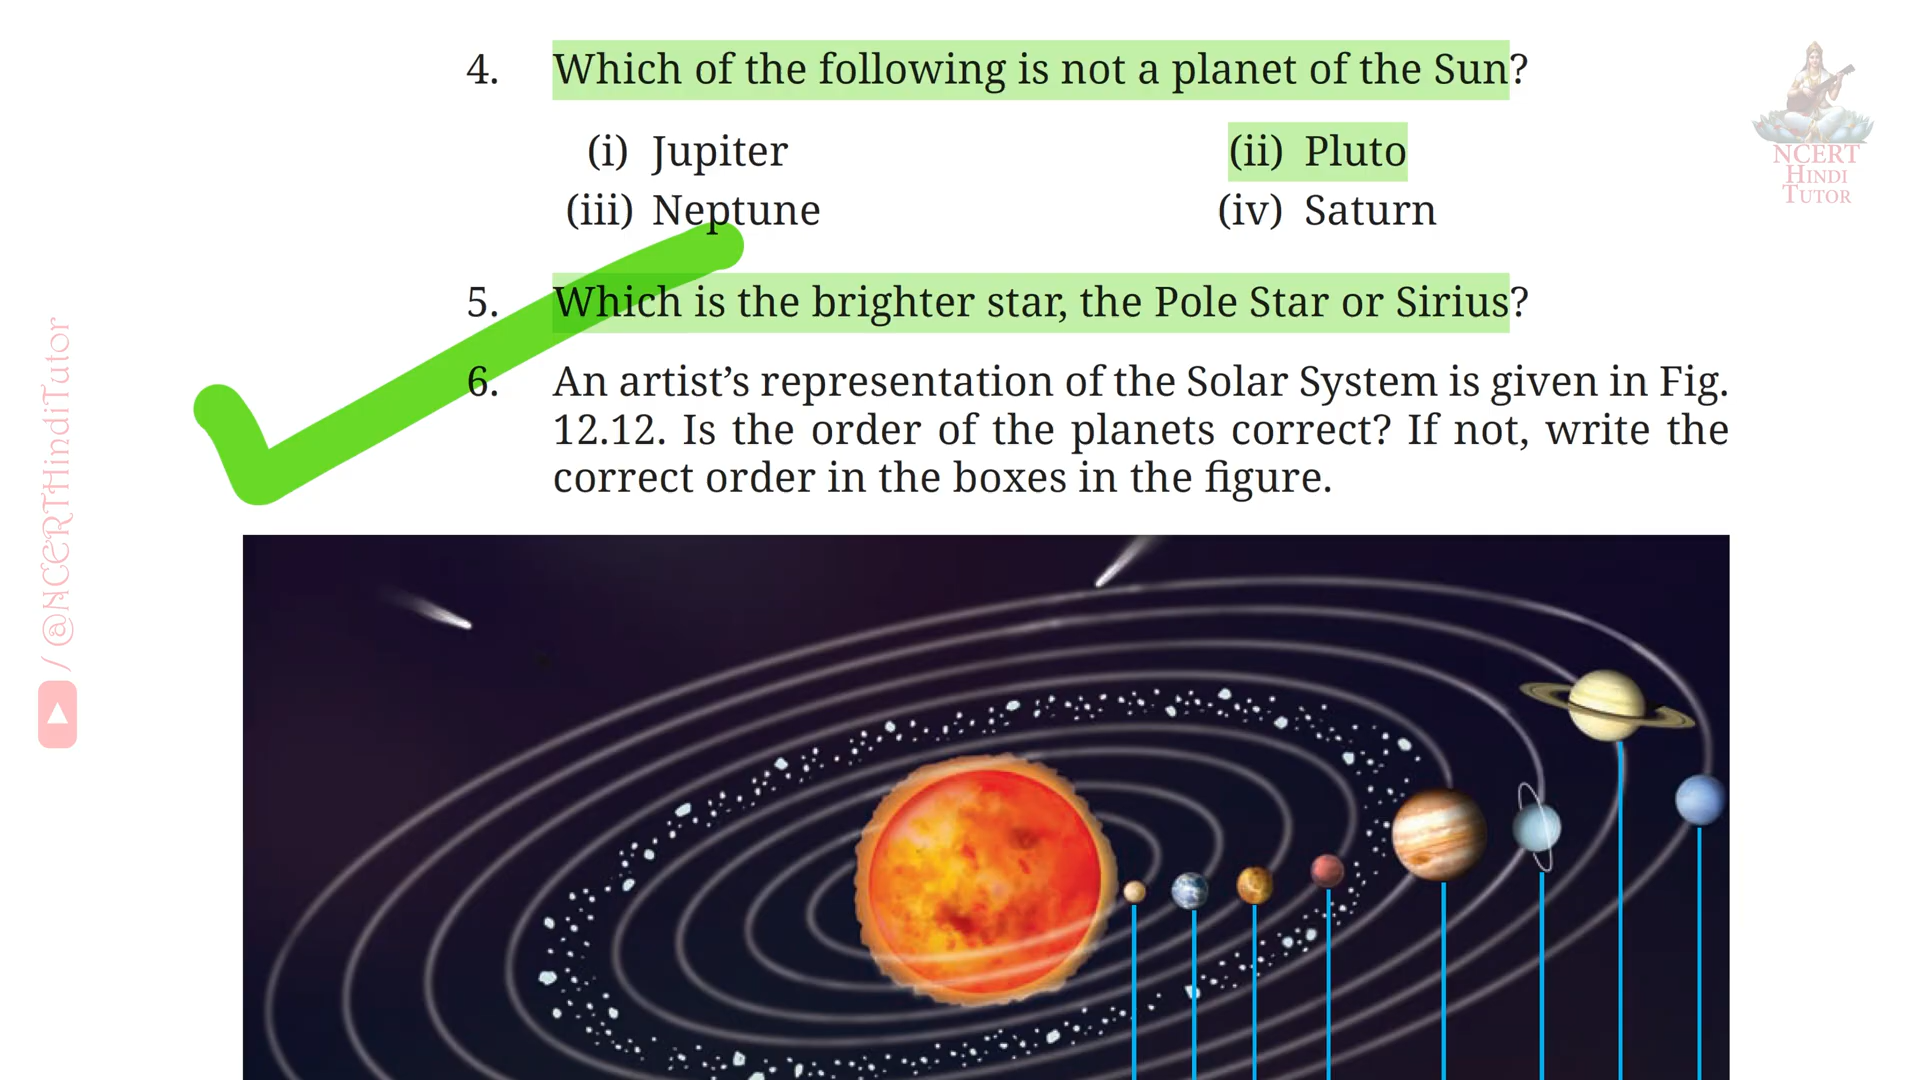 4. Which of the following is not a planet of the Sun?
(i) Jupiter (ii) Pluto
(iii) Neptune (iv) Saturn
5. Which is the brighter star, the Pole Star or Sirius?
6. An artist’s representation of the Solar System is given in Fig.
12.12. Is the order of the planets correct? If not, write the
correct order in the boxes in the figure.
NCERT
HINDI
TUTOR
/ @NCERTHindiTutor